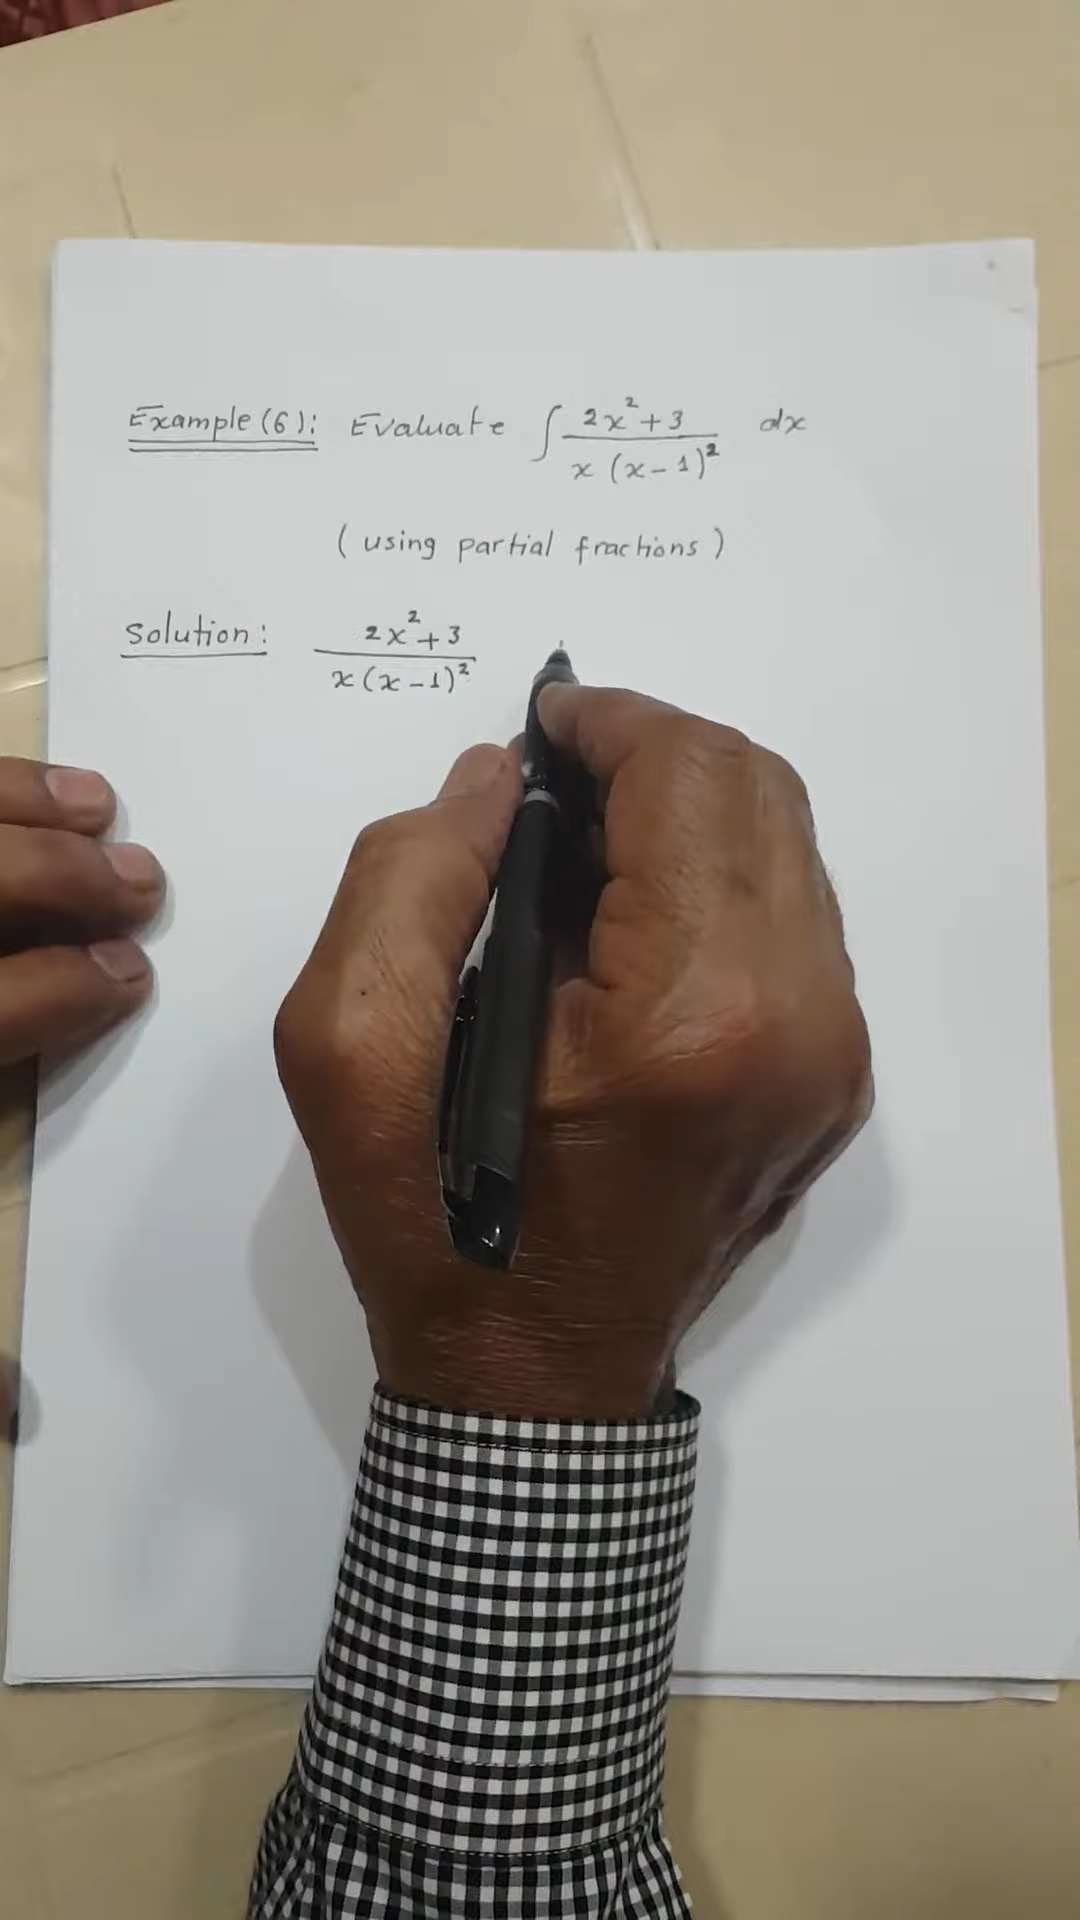 Example (6): Evaluate ∫ (2x² + 3) / (x (x - 1)²) dx
(using partial fractions)
Solution: (2x² + 3) / (x (x - 1)²)